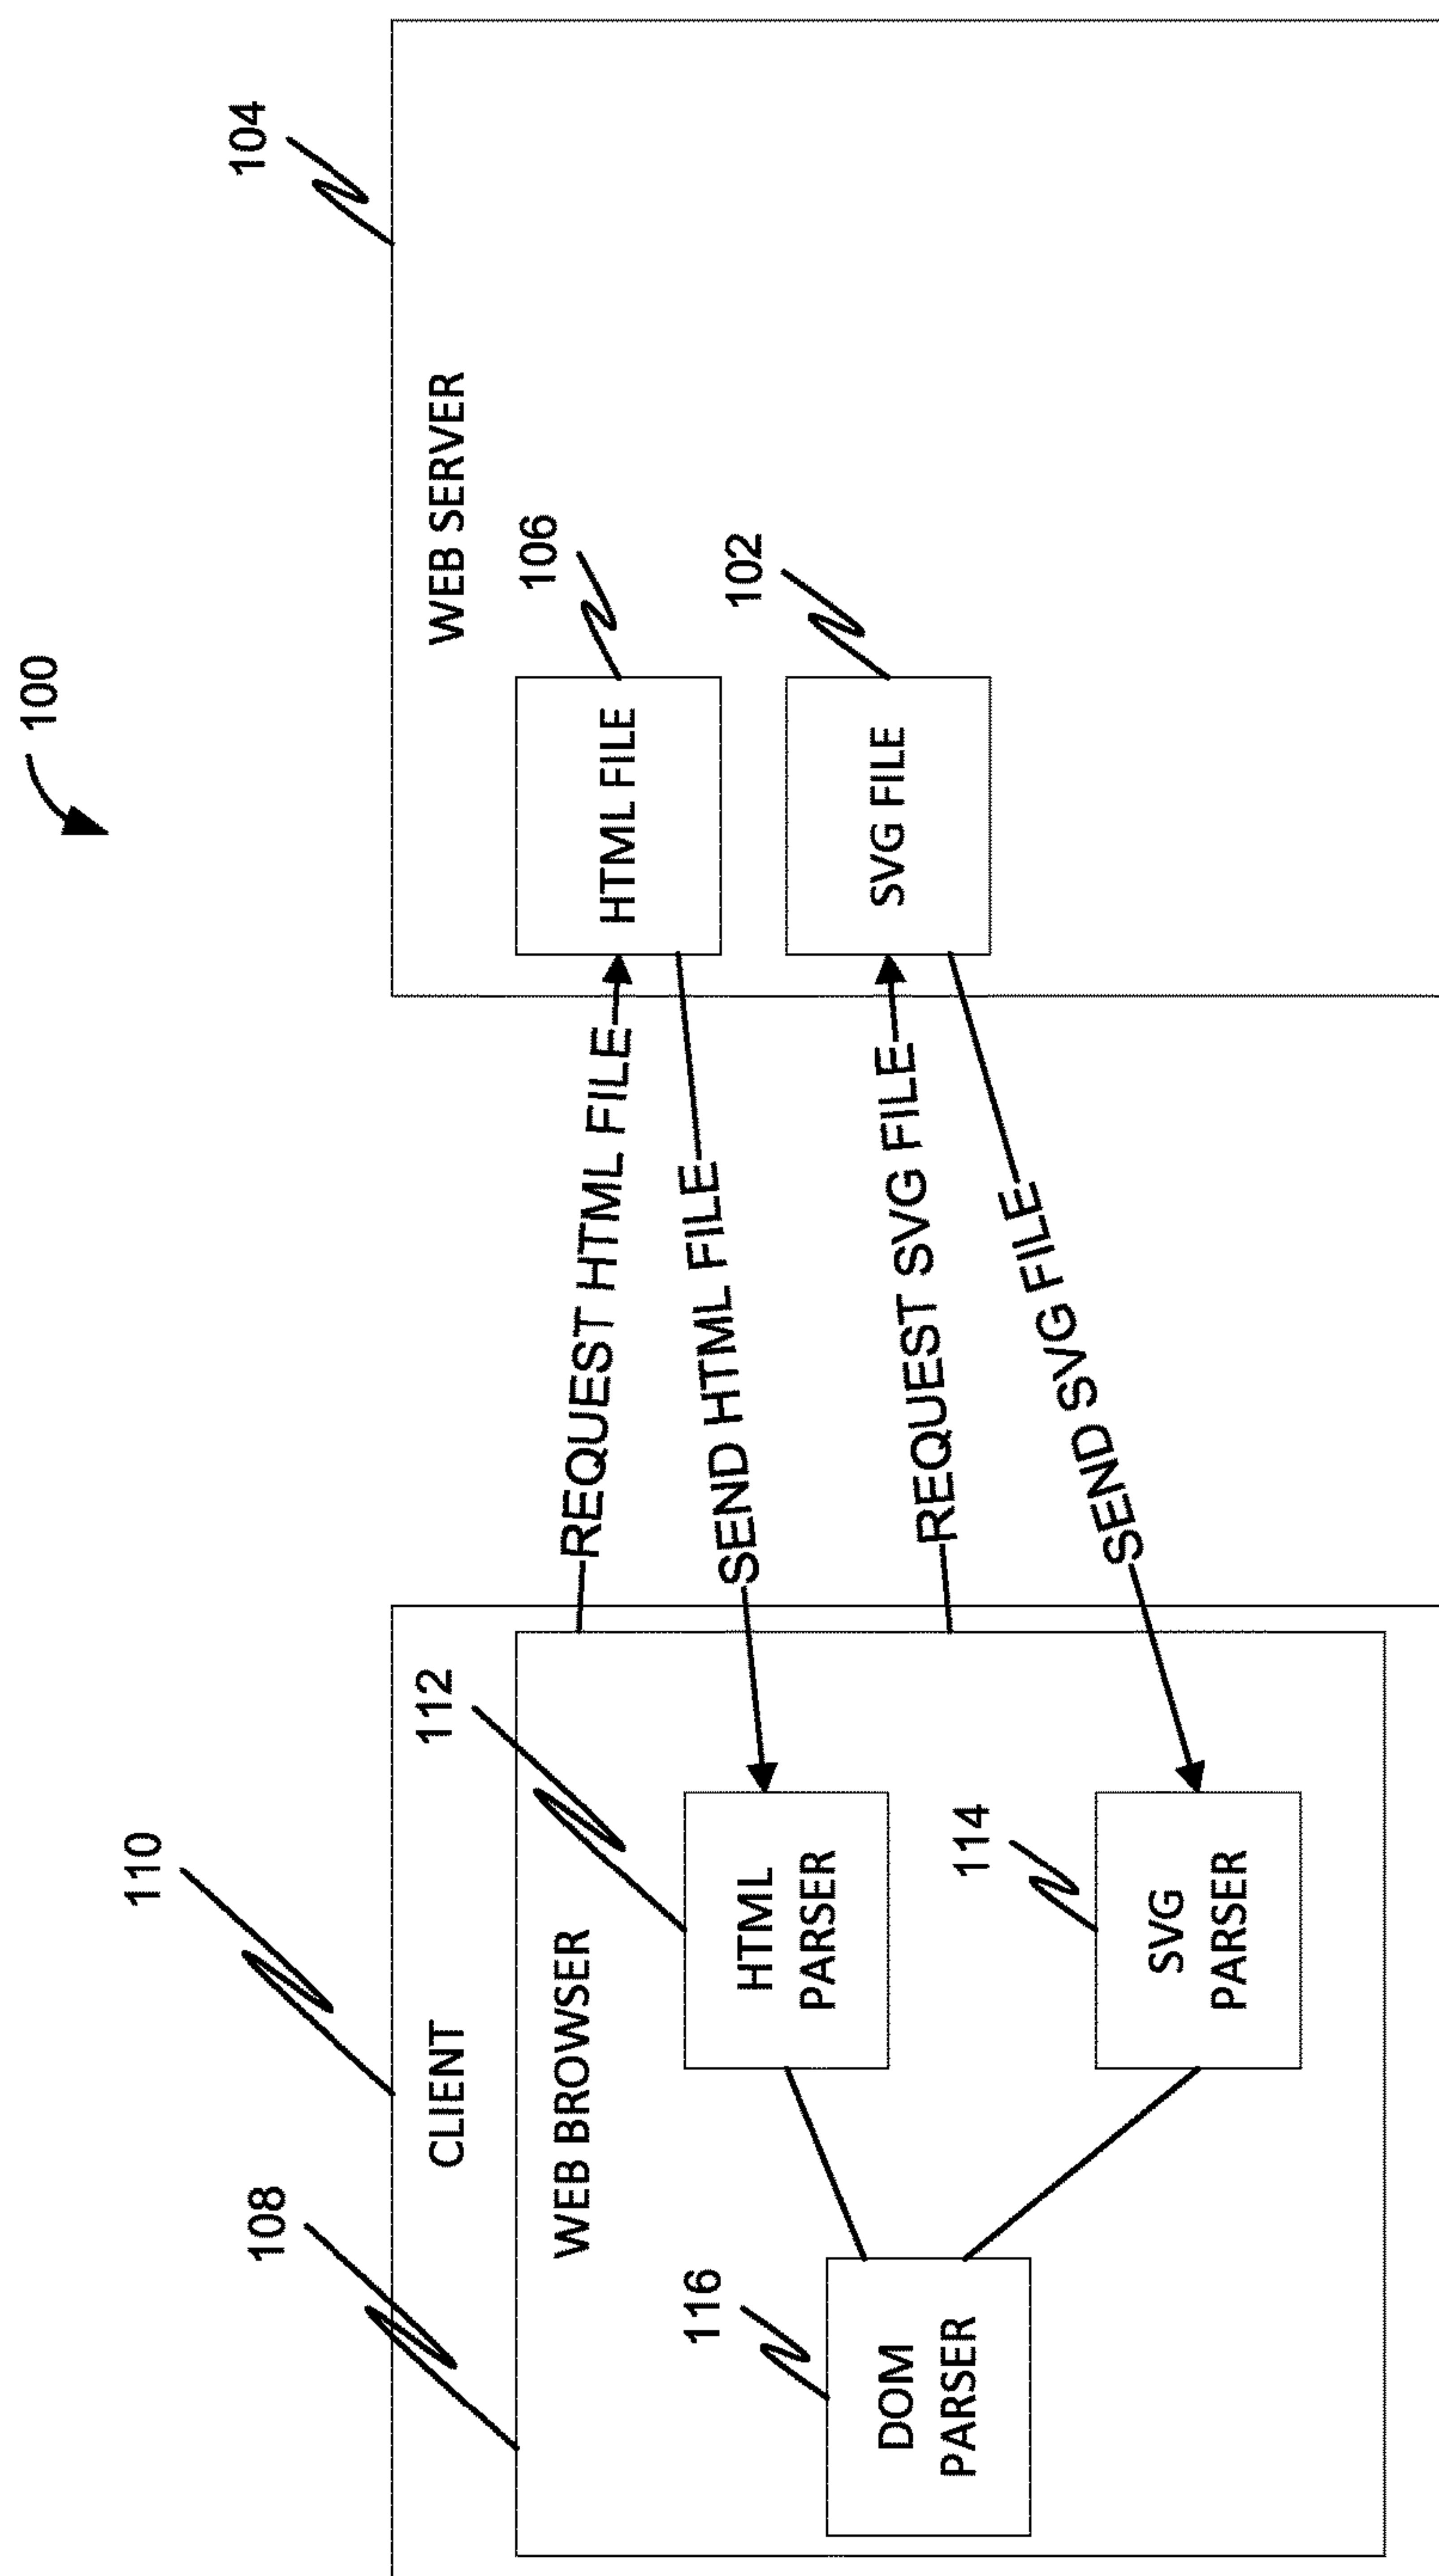 100
110
104
108
CLIENT
WEB SERVER
112
WEB BROWSER
106
REQUEST HTML FILE
HTML FILE
116
HTML
PARSER
SEND HTML FILE
102
DOM
PARSER
REQUEST SVG FILE
SVG FILE
114
SVG
PARSER
SEND SVG FILE